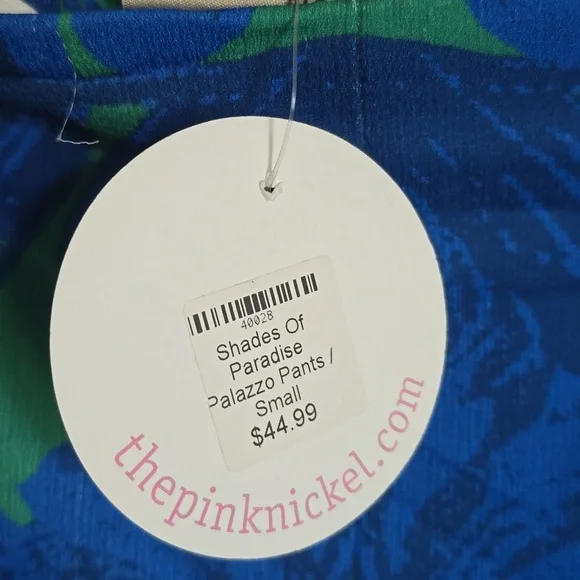 40028
Shades Of
Paradise
Palazzo Pants /
Small
$44.99
thepinknickel.com